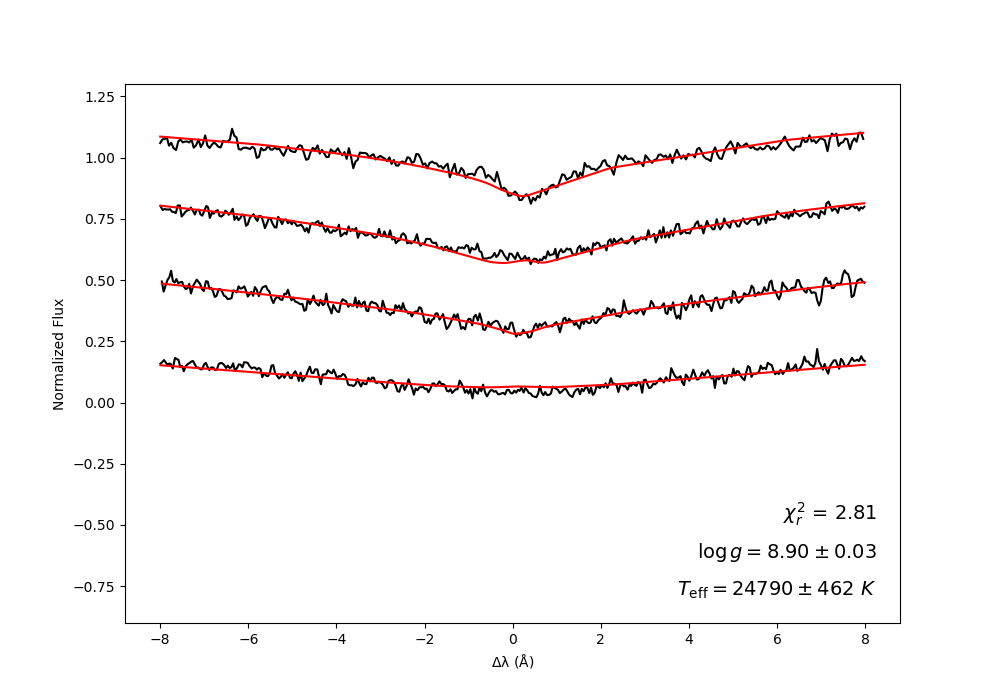 1.25
1.00
0.75
0.50
0.25
0.00
−0.25
−0.50
−0.75
Normalized Flux
χ²ᵣ = 2.81
log g = 8.90 ± 0.03
T_eff = 24790 ± 462 K
−8 −6 −4 −2 0 2 4 6 8
Δλ (Å)